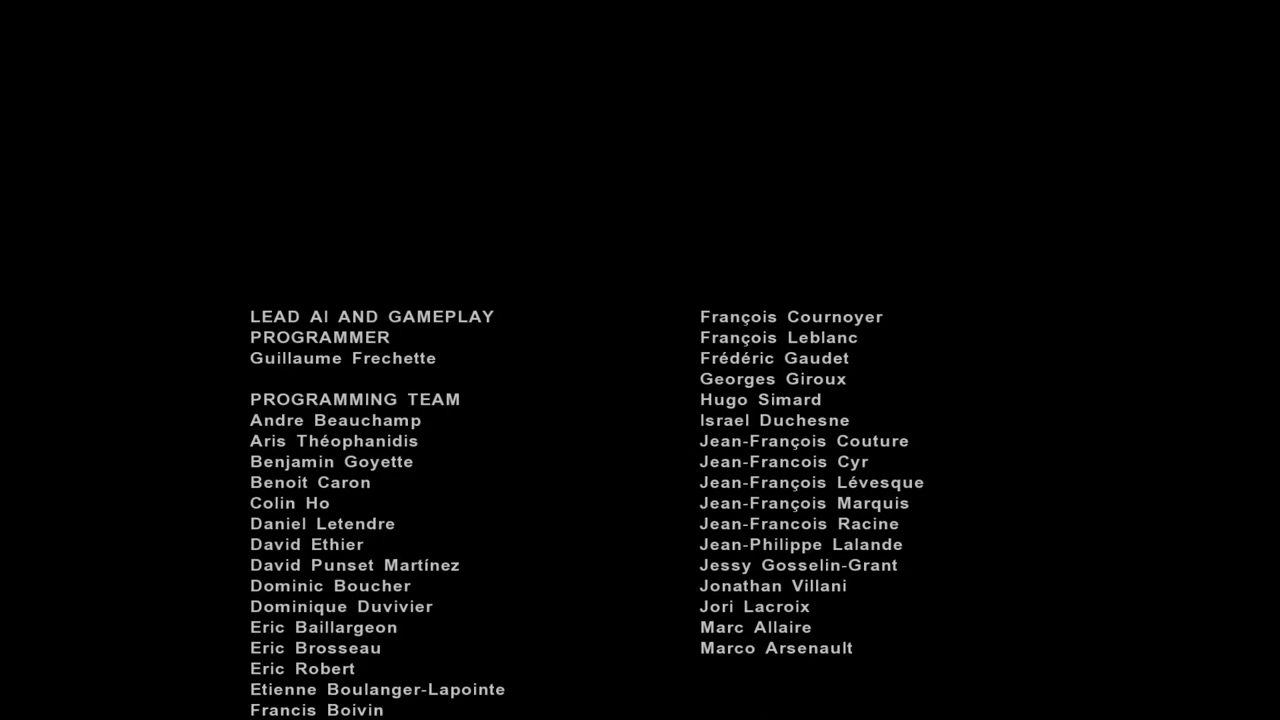 LEAD AI AND GAMEPLAY
PROGRAMMER
Guillaume Frechette
PROGRAMMING TEAM
Andre Beauchamp
Aris Théophanidis
Benjamin Goyette
Benoit Caron
Colin Ho
Daniel Letendre
David Ethier
David Punset Martínez
Dominic Boucher
Dominique Duvivier
Eric Baillargeon
Eric Brosseau
Eric Robert
Etienne Boulanger-Lapointe
Francis Boivin
François Cournoyer
François Leblanc
Frédéric Gaudet
Georges Giroux
Hugo Simard
Israel Duchesne
Jean-François Couture
Jean-Francois Cyr
Jean-François Lévesque
Jean-François Marquis
Jean-Francois Racine
Jean-Philippe Lalande
Jessy Gosselin-Grant
Jonathan Villani
Jori Lacroix
Marc Allaire
Marco Arsenault